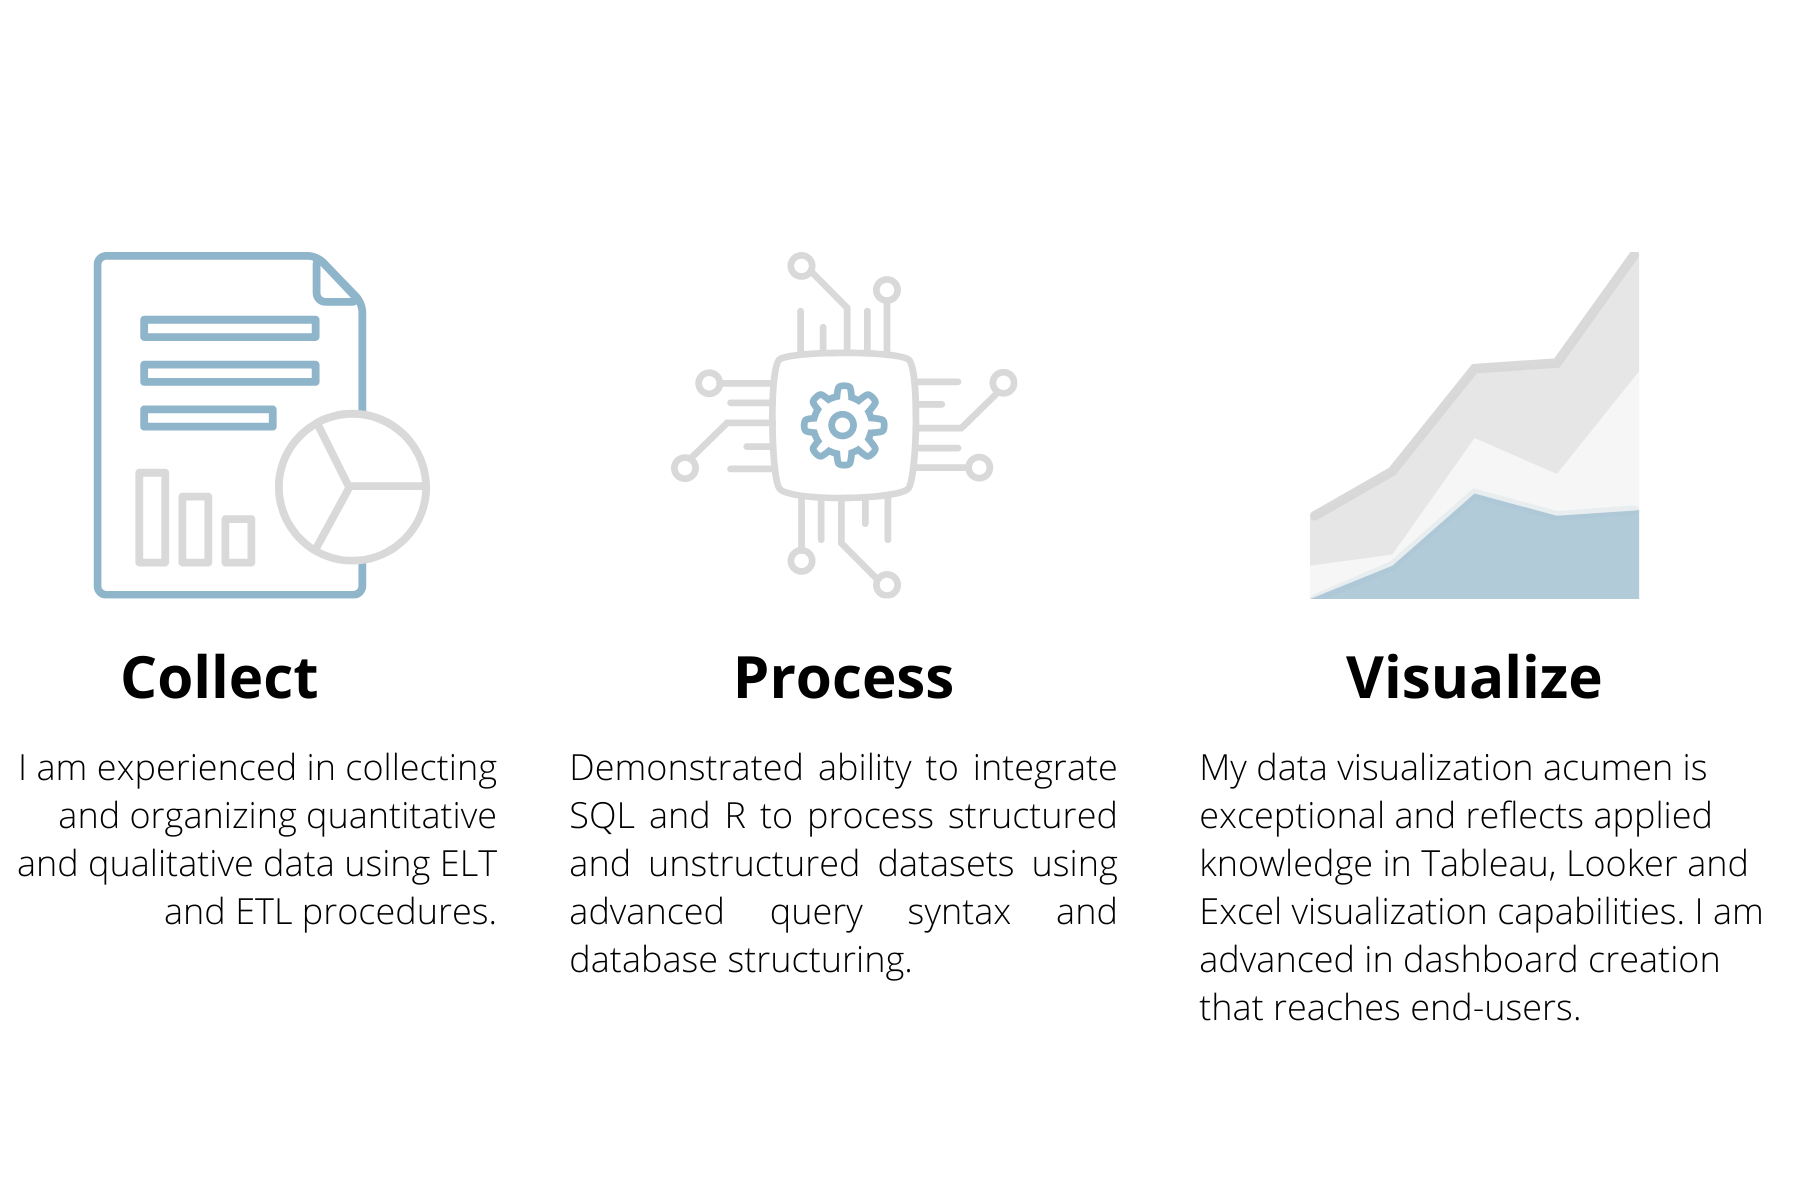 Collect
I am experienced in collecting
and organizing quantitative
and qualitative data using ELT
and ETL procedures.
Process
Demonstrated ability to integrate
SQL and R to process structured
and unstructured datasets using
advanced query syntax and
database structuring.
Visualize
My data visualization acumen is
exceptional and reflects applied
knowledge in Tableau, Looker and
Excel visualization capabilities. I am
advanced in dashboard creation
that reaches end-users.